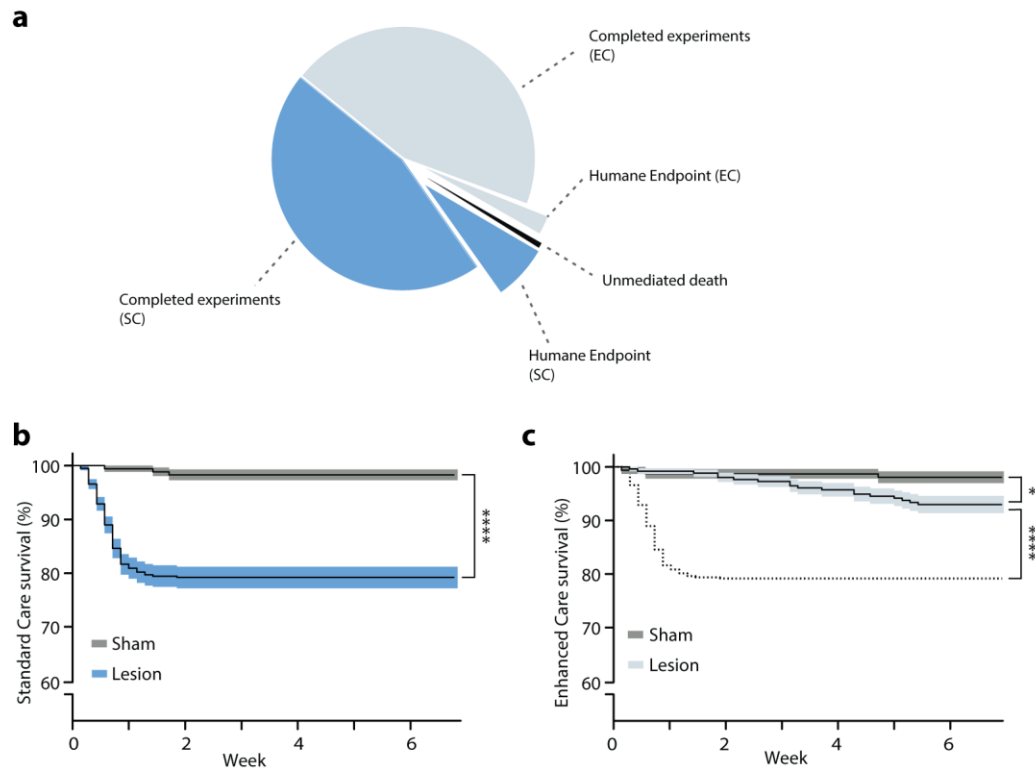 a
Completed experiments
(EC)
Humane Endpoint (EC)
Unmediated death
Humane Endpoint
(SC)
Completed experiments
(SC)
b
Standard Care survival (%)
100
90
80
70
60
Sham
Lesion
****
0
2
4
6
Week
c
Enhanced Care survival (%)
100
90
80
70
60
Sham
Lesion
*
****
0
2
4
6
Week